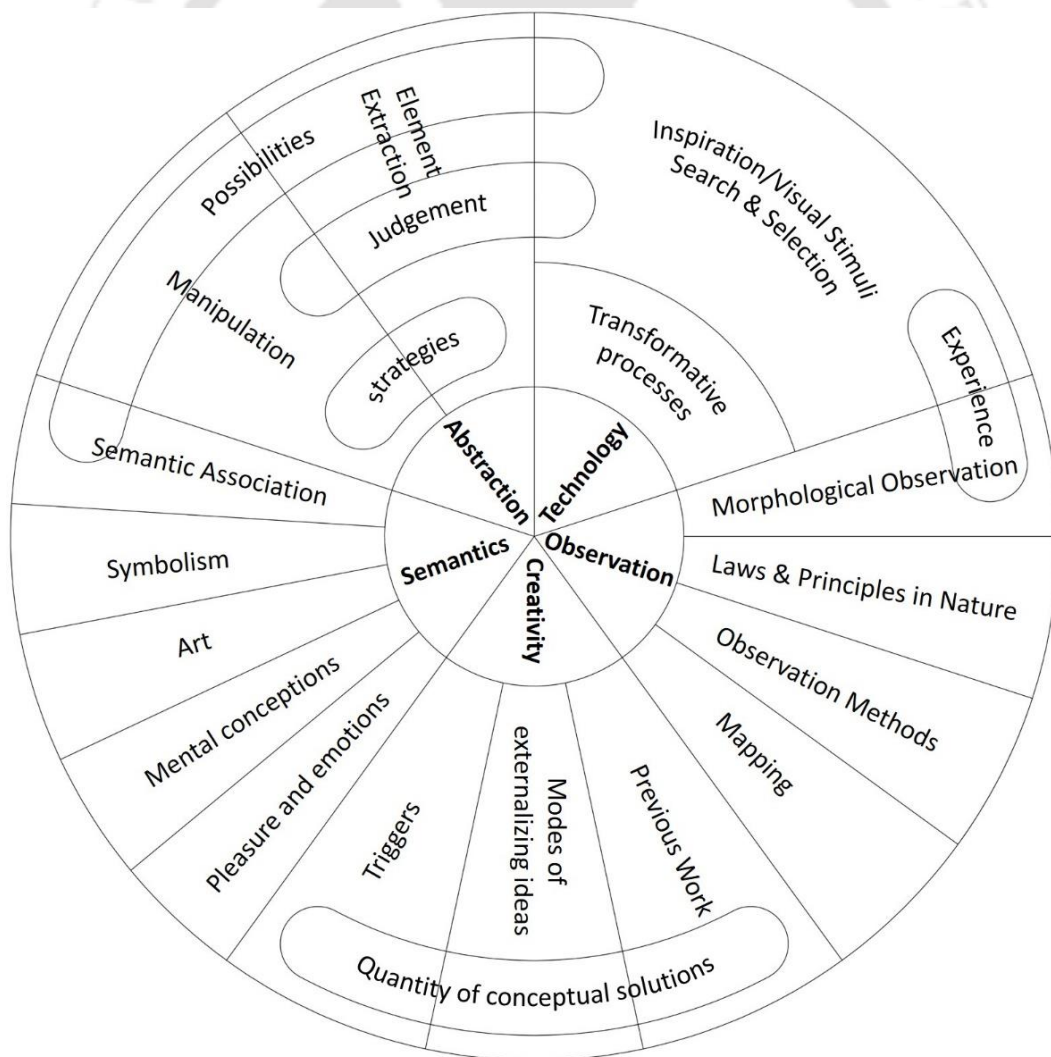 Possibilities
Element
Extraction
Judgement
Manipulation
strategies
Inspiration/Visual Stimuli
Search & Selection
Transformative
processes
Experience
Morphological Observation
Abstraction
Technology
Semantics
Observation
Creativity
Semantic Association
Symbolism
Art
Mental conceptions
Pleasure and emotions
Triggers
Modes of
externalizing ideas
Previous Work
Mapping
Observation Methods
Laws & Principles in Nature
Quantity of conceptual solutions